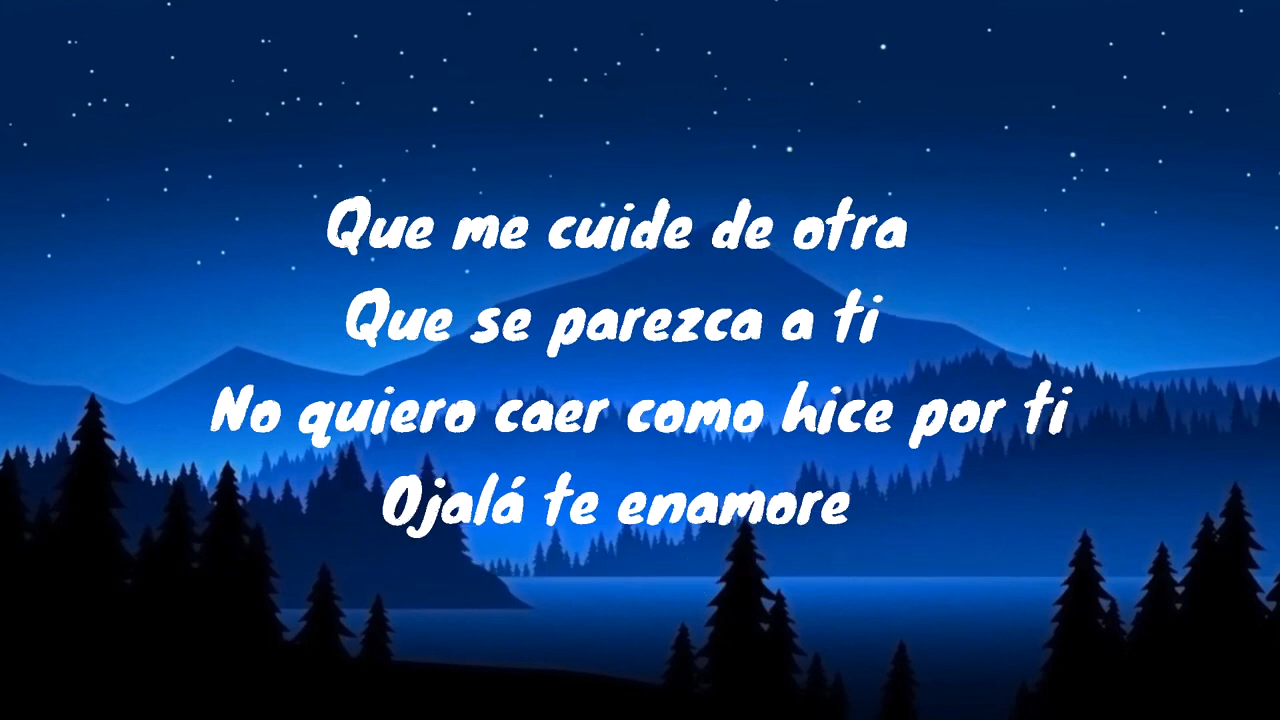 Que me cuide de otra
Que se parezca a ti
No quiero caer como hice por ti
Ojalá te enamore